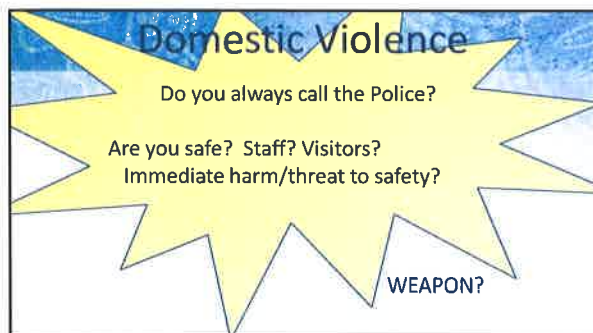 Domestic Violence
Do you always call the Police?
Are you safe? Staff? Visitors?
Immediate harm/threat to safety?
WEAPON?